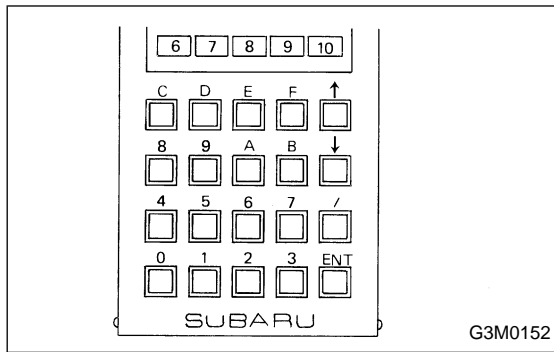 6 7 8 9 10
C D E F ↑
8 9 A B ↓
4 5 6 7 /
0 1 2 3 ENT
SUBARU
G3M0152